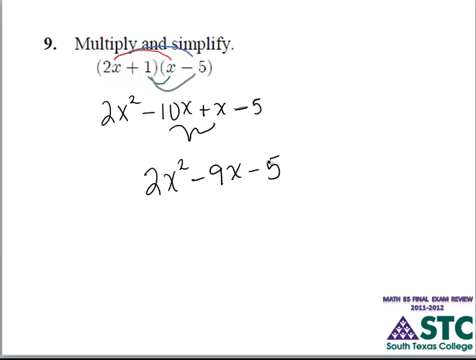 9. Multiply and simplify.
(2x + 1)(x − 5)
2x² − 10x + x − 5
2x² − 9x − 5
MATH 85 FINAL EXAM REVIEW
2011-2012
STC
South Texas College